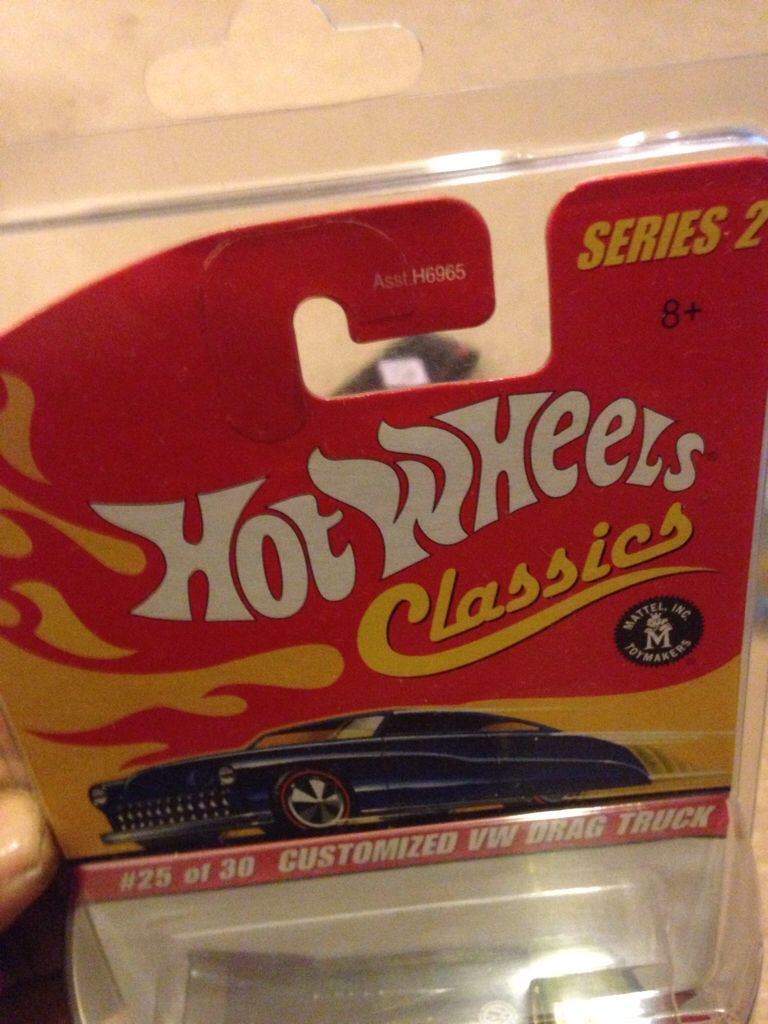 SERIES 2
Asst.H6965
8+
Hot Wheels
Classics
MATTEL, INC.
M
TOYMAKERS
#25 of 30 CUSTOMIZED VW DRAG TRUCK